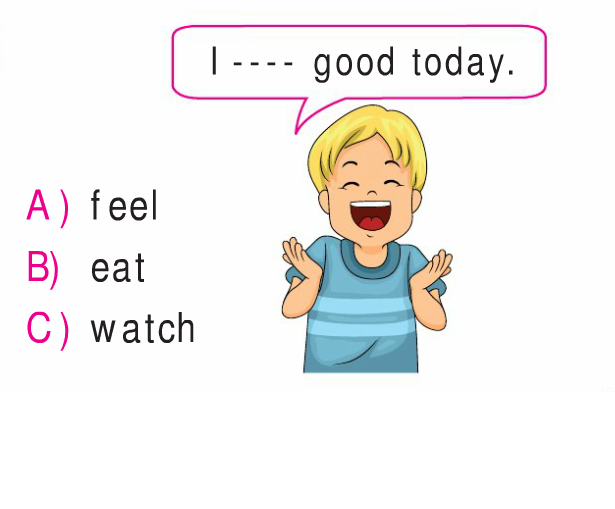 I ---- good today.
A) feel
B) eat
C) watch